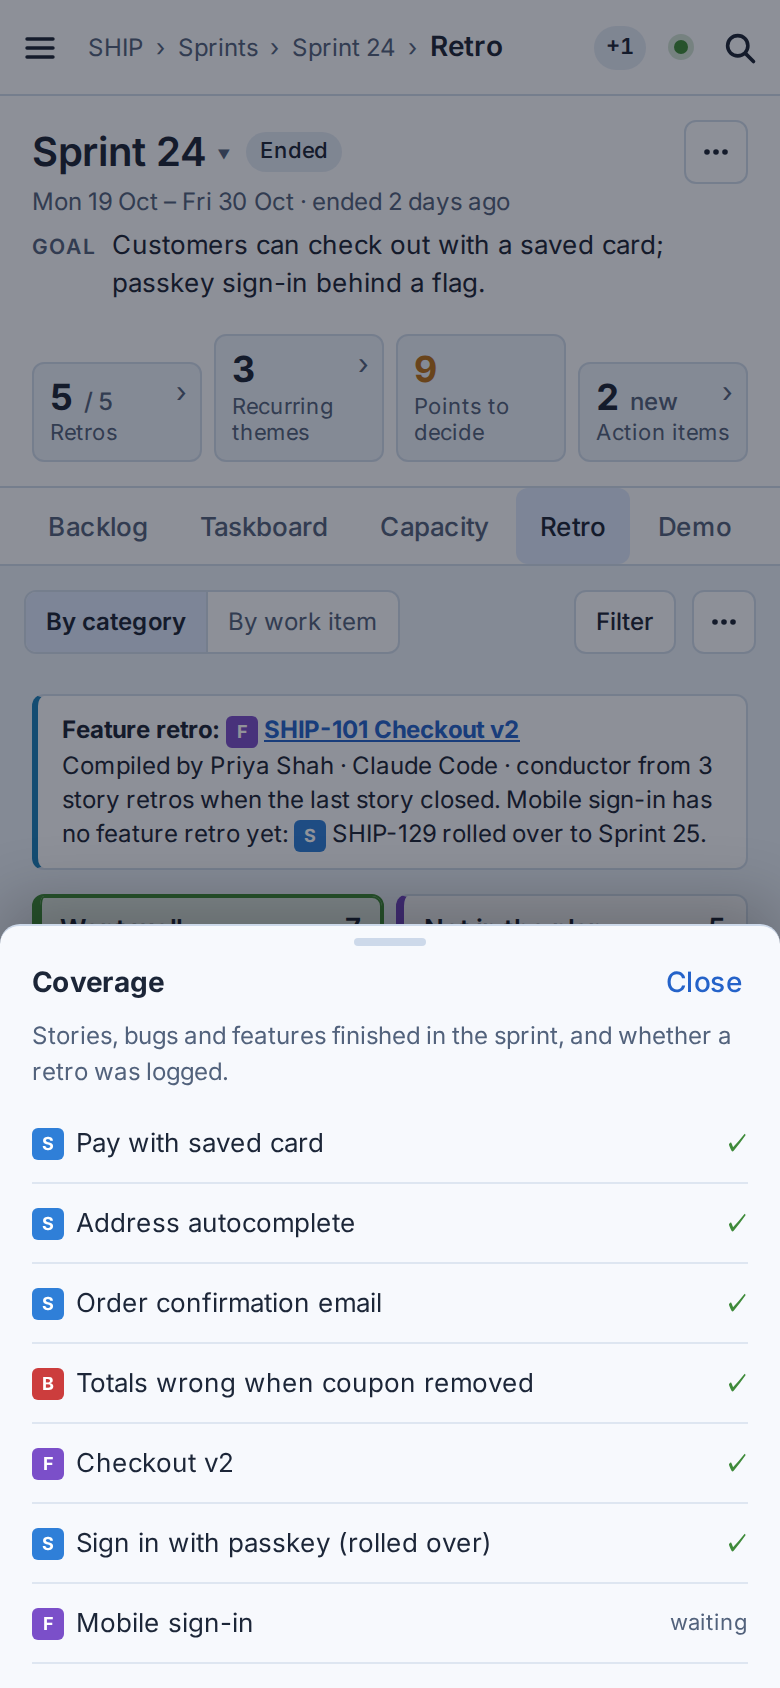 SHIP › Sprints › Sprint 24 › Retro +1
Sprint 24 ▾ Ended •••
Mon 19 Oct – Fri 30 Oct · ended 2 days ago
GOAL Customers can check out with a saved card;
passkey sign-in behind a flag.
5 / 5 ›
Retros
3 ›
Recurring
themes
9
Points to
decide
2 new ›
Action items
Backlog Taskboard Capacity Retro Demo
By category By work item Filter •••
Feature retro: F SHIP-101 Checkout v2
Compiled by Priya Shah · Claude Code · conductor from 3
story retros when the last story closed. Mobile sign-in has
no feature retro yet: S SHIP-129 rolled over to Sprint 25.
Coverage Close
Stories, bugs and features finished in the sprint, and whether a
retro was logged.
S Pay with saved card ✓
S Address autocomplete ✓
S Order confirmation email ✓
B Totals wrong when coupon removed ✓
F Checkout v2 ✓
S Sign in with passkey (rolled over) ✓
F Mobile sign-in waiting